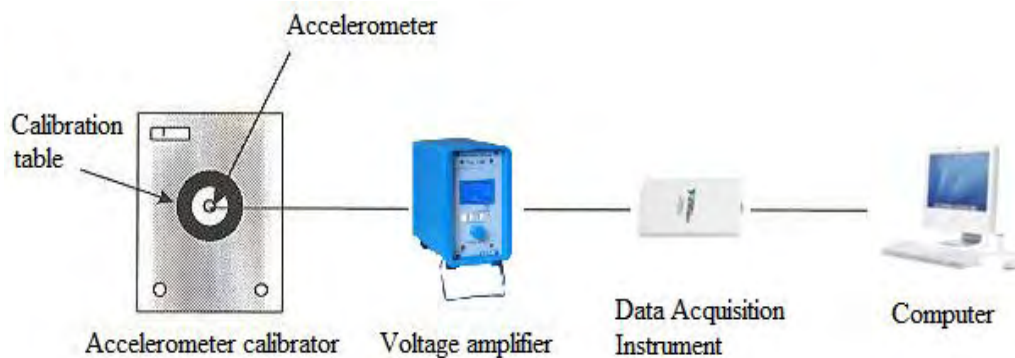 Accelerometer
Calibration
table
Accelerometer calibrator
Voltage amplifier
Data Acquisition
Instrument
Computer